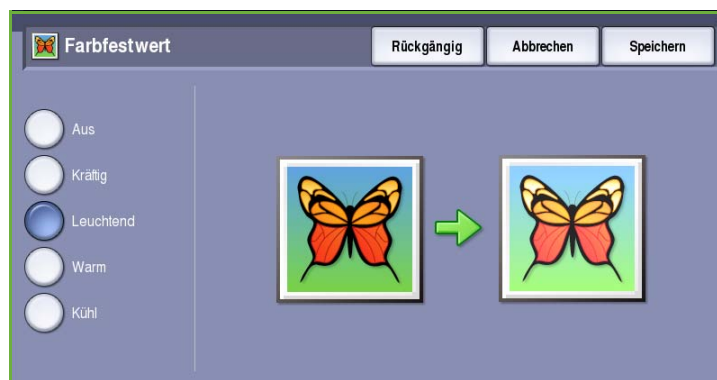 Farbfestwert
Rückgängig
Abbrechen
Speichern
Aus
Kräftig
Leuchtend
Warm
Kühl